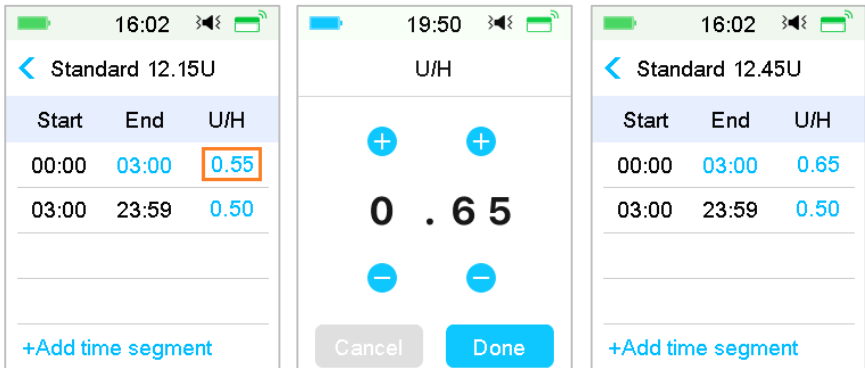 16:02
Standard 12.15U
Start End U/H
00:00 03:00 0.55
03:00 23:59 0.50
+Add time segment
19:50
U/H
0.65
Cancel Done
16:02
Standard 12.45U
Start End U/H
00:00 03:00 0.65
03:00 23:59 0.50
+Add time segment